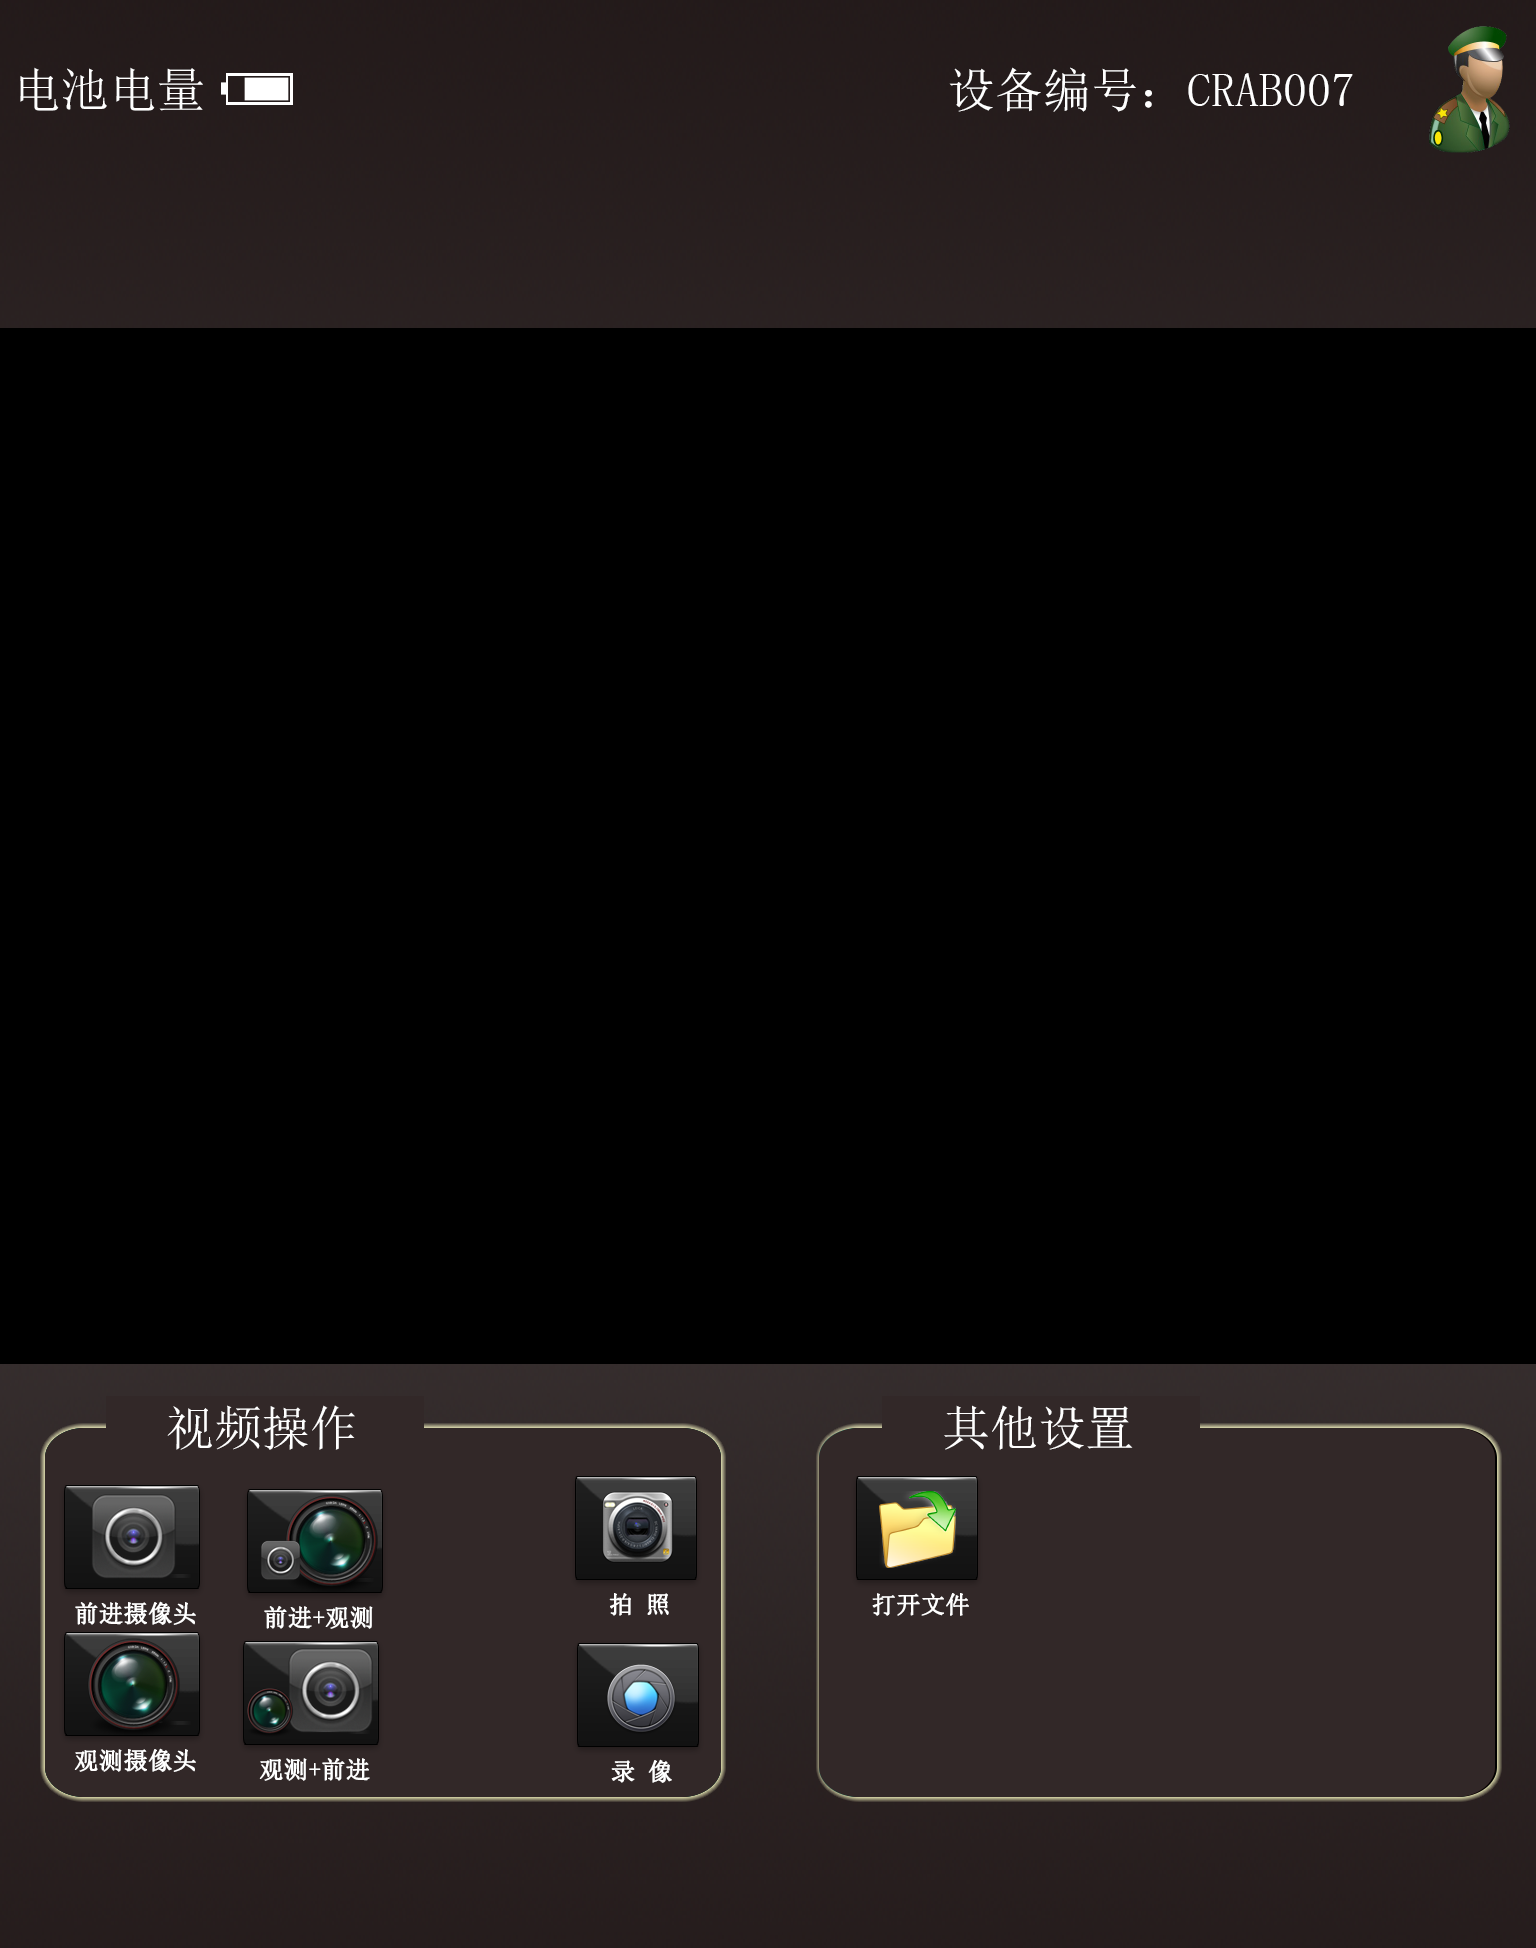 电池电量
设备编号：CRAB007
视频操作
其他设置
前进摄像头
前进+观测
拍 照
打开文件
观测摄像头
观测+前进
录 像